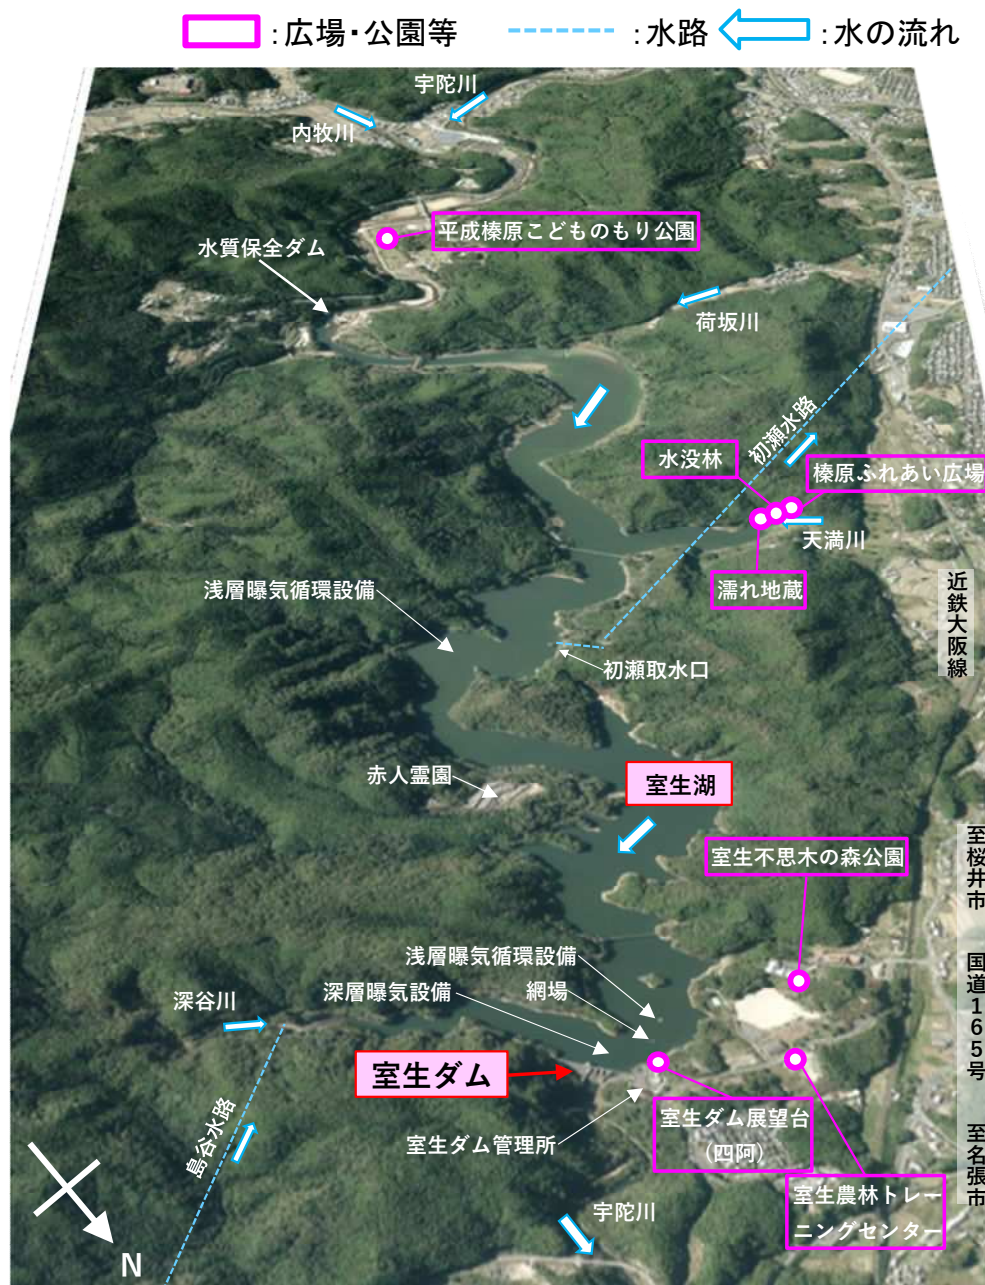 :広場・公園等
:水路
:水の流れ
宇陀川
内牧川
平成榛原こどものもり公園
水質保全ダム
荷坂川
初瀬水路
水没林
榛原ふれあい広場
天満川
濡れ地蔵
近鉄大阪線
浅層曝気循環設備
初瀬取水口
赤人霊園
室生湖
至桜井市
室生不思木の森公園
浅層曝気循環設備
網場
深層曝気設備
国道165号
深谷川
室生ダム
室生ダム展望台
(四阿)
室生ダム管理所
島谷水路
至名張市
室生農林トレー
ニングセンター
宇陀川
N